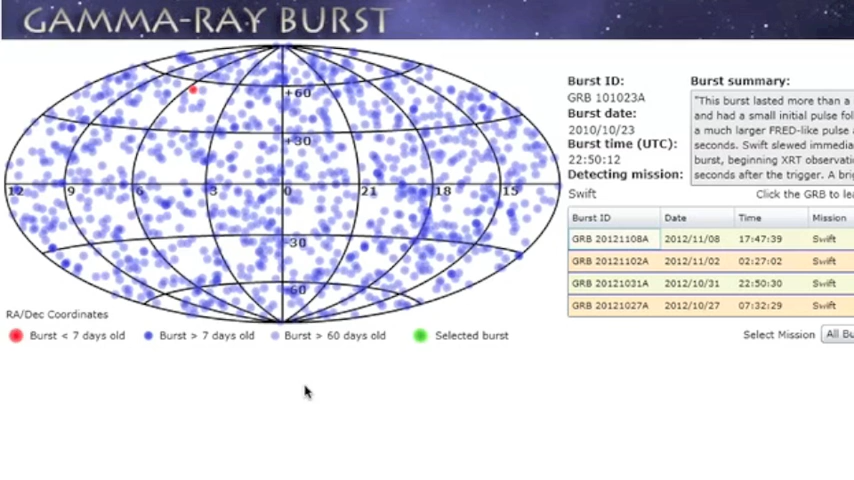 GAMMA-RAY BURST
+60
+30
12 9 6 3 0 21 18 15
-30
-60
RA/Dec Coordinates
Burst < 7 days old Burst > 7 days old Burst > 60 days old Selected burst
Burst ID:
GRB 101023A
Burst date:
2010/10/23
Burst time (UTC):
22:50:12
Detecting mission:
Swift
Burst summary:
"This burst lasted more than a
and had a small initial pulse fol
a much larger FRED-like pulse
seconds. Swift slewed immedia
burst, beginning XRT observati
seconds after the trigger. A bri
Click the GRB to lea
Burst ID Date Time Mission
GRB 20121108A 2012/11/08 17:47:39 Swift
GRB 20121102A 2012/11/02 02:27:02 Swift
GRB 20121031A 2012/10/31 22:50:30 Swift
GRB 20121027A 2012/10/27 07:32:29 Swift
Select Mission All Bu